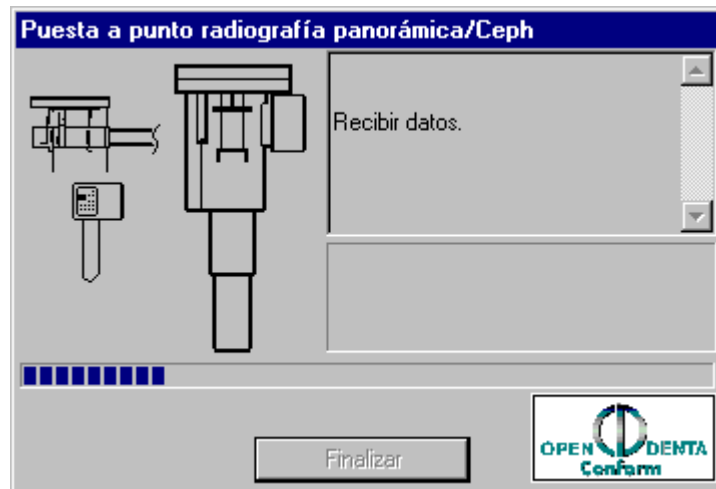 Puesta a punto radiografía panorámica/Ceph
Recibir datos.
Finalizar
OPEN DENTA
Conform